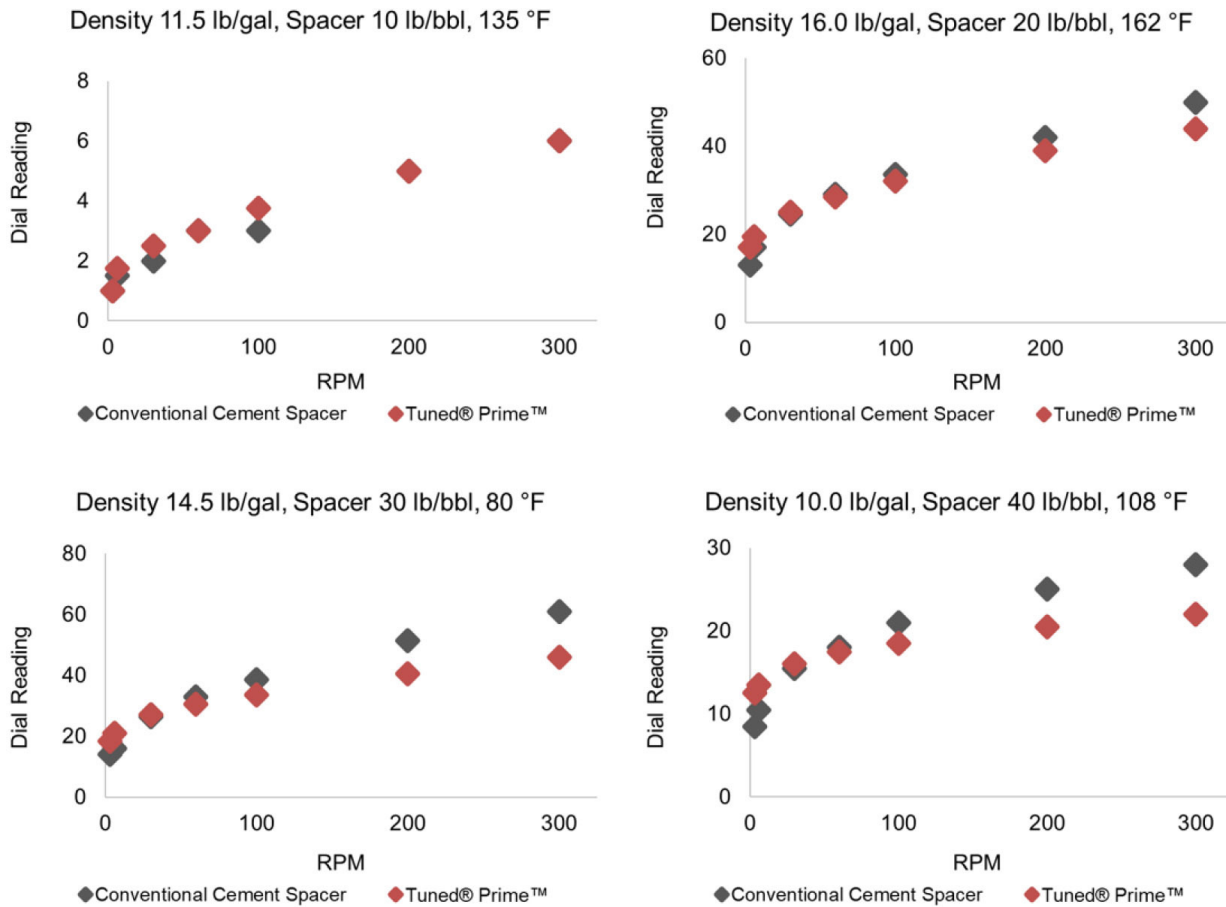 Density 11.5 lb/gal, Spacer 10 lb/bbl, 135 °F
8
6
4
2
0
Dial Reading
0 100 200 300
RPM
Conventional Cement Spacer Tuned® Prime™
Density 16.0 lb/gal, Spacer 20 lb/bbl, 162 °F
60
40
20
0
Dial Reading
0 100 200 300
RPM
Conventional Cement Spacer Tuned® Prime™
Density 14.5 lb/gal, Spacer 30 lb/bbl, 80 °F
80
60
40
20
0
Dial Reading
0 100 200 300
RPM
Conventional Cement Spacer Tuned® Prime™
Density 10.0 lb/gal, Spacer 40 lb/bbl, 108 °F
30
20
10
0
Dial Reading
0 100 200 300
RPM
Conventional Cement Spacer Tuned® Prime™